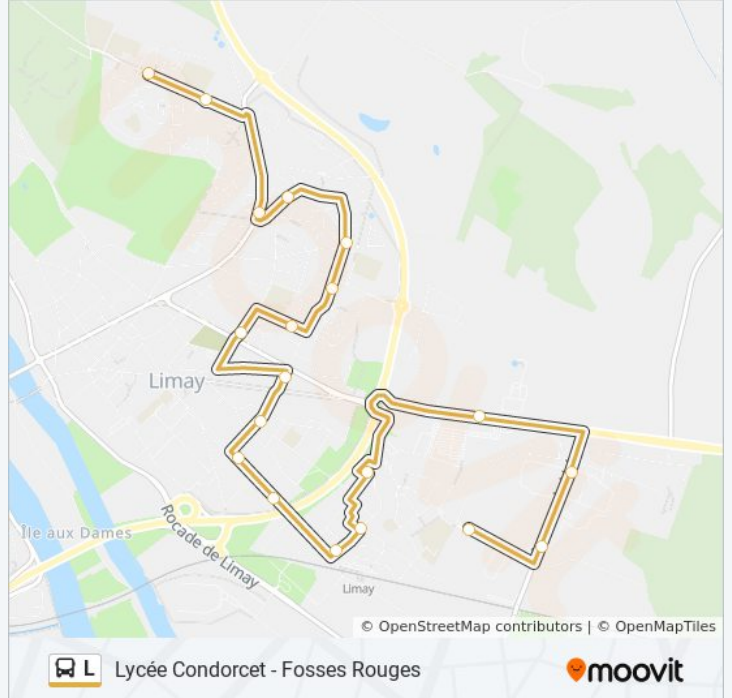 Limay
Île aux Dames
Rocade de Limay
Limay
© OpenStreetMap contributors | © OpenMapTiles
L Lycée Condorcet - Fosses Rouges
moovit